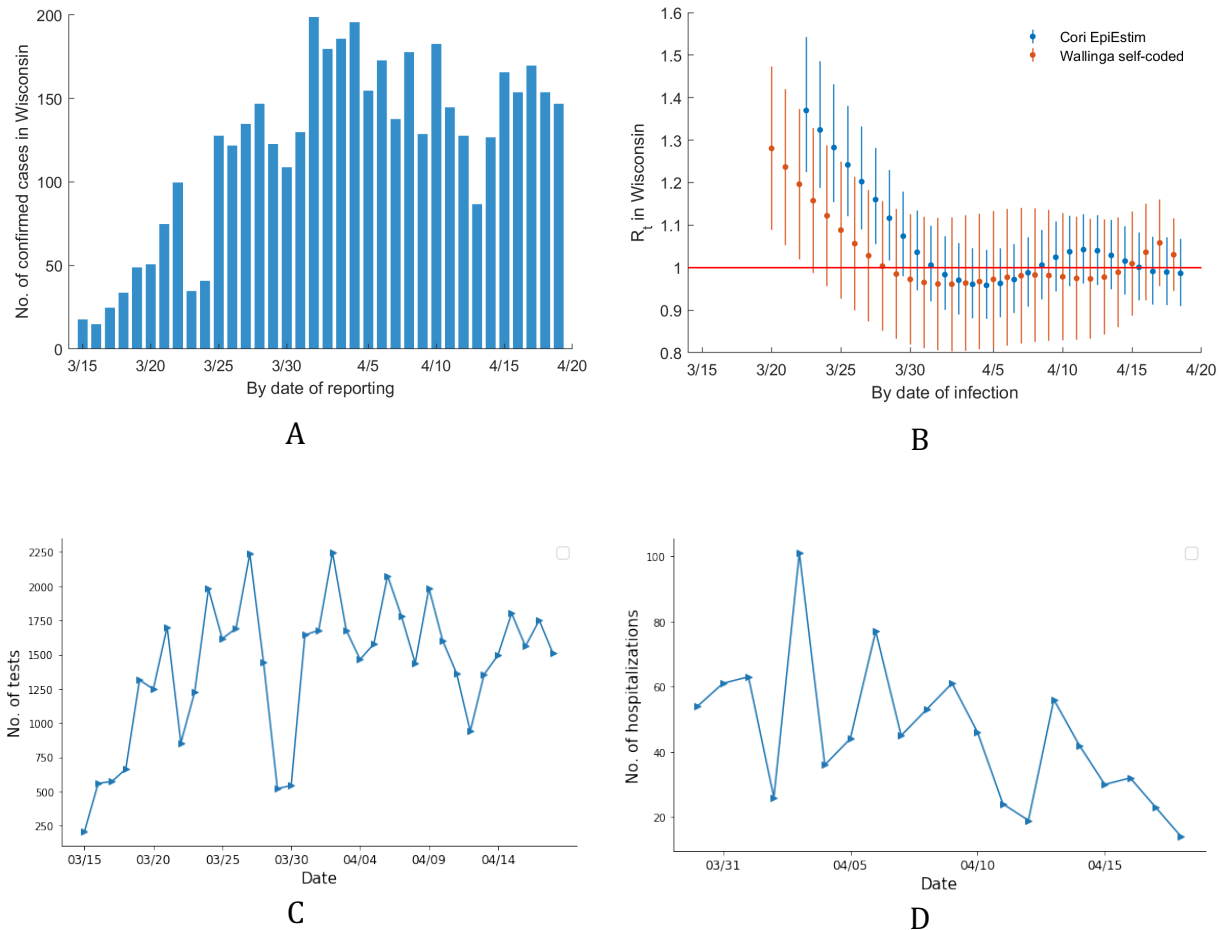 No. of confirmed cases in Wisconsin
200
150
100
50
0
3/15 3/20 3/25 3/30 4/5 4/10 4/15 4/20
By date of reporting
A
R_t in Wisconsin
1.6
1.5
1.4
1.3
1.2
1.1
1
0.9
0.8
Cori EpiEstim
Wallinga self-coded
3/15 3/20 3/25 3/30 4/5 4/10 4/15 4/20
By date of infection
B
No. of tests
2250
2000
1750
1500
1250
1000
750
500
250
03/15 03/20 03/25 03/30 04/04 04/09 04/14
Date
C
No. of hospitalizations
100
80
60
40
20
03/31 04/05 04/10 04/15
Date
D